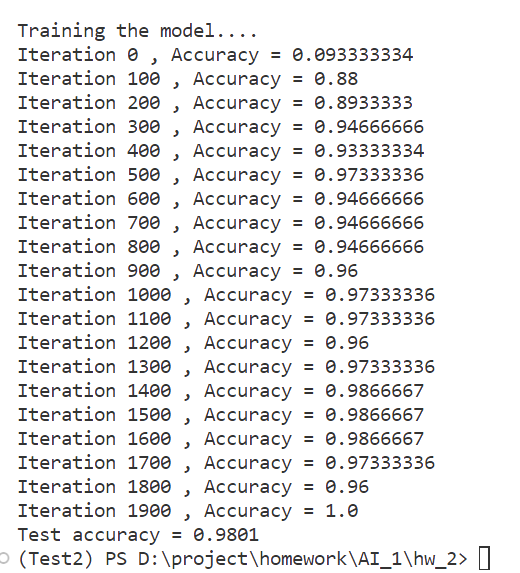 Training the model....
Iteration 0 , Accuracy = 0.093333334
Iteration 100 , Accuracy = 0.88
Iteration 200 , Accuracy = 0.8933333
Iteration 300 , Accuracy = 0.94666666
Iteration 400 , Accuracy = 0.93333334
Iteration 500 , Accuracy = 0.97333336
Iteration 600 , Accuracy = 0.94666666
Iteration 700 , Accuracy = 0.94666666
Iteration 800 , Accuracy = 0.94666666
Iteration 900 , Accuracy = 0.96
Iteration 1000 , Accuracy = 0.97333336
Iteration 1100 , Accuracy = 0.97333336
Iteration 1200 , Accuracy = 0.96
Iteration 1300 , Accuracy = 0.97333336
Iteration 1400 , Accuracy = 0.9866667
Iteration 1500 , Accuracy = 0.9866667
Iteration 1600 , Accuracy = 0.9866667
Iteration 1700 , Accuracy = 0.97333336
Iteration 1800 , Accuracy = 0.96
Iteration 1900 , Accuracy = 1.0
Test accuracy = 0.9801
(Test2) PS D:\project\homework\AI_1\hw_2>